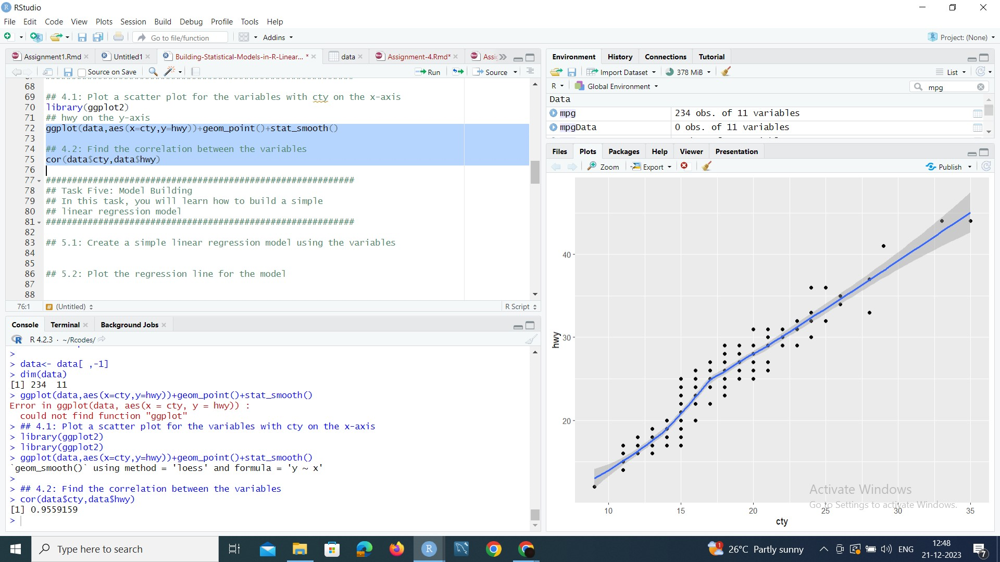 RStudio
File Edit Code View Plots Session Build Debug Profile Tools Help
Go to file/function Addins Project: (None)
Assignment1.Rmd Untitled1 Building-Statistical-Models-in-R-Linear... * data Assignment-4.Rmd* Assi
Source on Save Run Source
68
69 ## 4.1: Plot a scatter plot for the variables with cty on the x-axis
70 library(ggplot2)
71 ## hwy on the y-axis
72 ggplot(data,aes(x=cty,y=hwy))+geom_point()+stat_smooth()
73
74 ## 4.2: Find the correlation between the variables
75 cor(data$cty,data$hwy)
76
77 ###########################################################
78 ## Task Five: Model Building
79 ## In this task, you will learn how to build a simple
80 ## linear regression model
81 ###########################################################
82
83 ## 5.1: Create a simple linear regression model using the variables
84
85
86 ## 5.2: Plot the regression line for the model
87
88
76:1 # (Untitled) R Script
Console Terminal Background Jobs
R R 4.2.3 · ~/Rcodes/
>
> data<- data[ ,-1]
> dim(data)
[1] 234 11
> ggplot(data,aes(x=cty,y=hwy))+geom_point()+stat_smooth()
Error in ggplot(data, aes(x = cty, y = hwy)) :
could not find function "ggplot"
> ## 4.1: Plot a scatter plot for the variables with cty on the x-axis
> library(ggplot2)
> library(ggplot2)
> ggplot(data,aes(x=cty,y=hwy))+geom_point()+stat_smooth()
`geom_smooth()` using method = 'loess' and formula = 'y ~ x'
>
> ## 4.2: Find the correlation between the variables
> cor(data$cty,data$hwy)
[1] 0.9559159
>
Environment History Connections Tutorial
Import Dataset 378 MiB List
R Global Environment mpg
Data
mpg 234 obs. of 11 variables
mpgData 0 obs. of 11 variables
Files Plots Packages Help Viewer Presentation
Zoom Export Publish
40
hwy
30
20
10 15 20 25 30 35
cty
Activate Windows
Go to Settings to activate Windows.
Type here to search
26°C Partly sunny ENG 12:48
21-12-2023
7